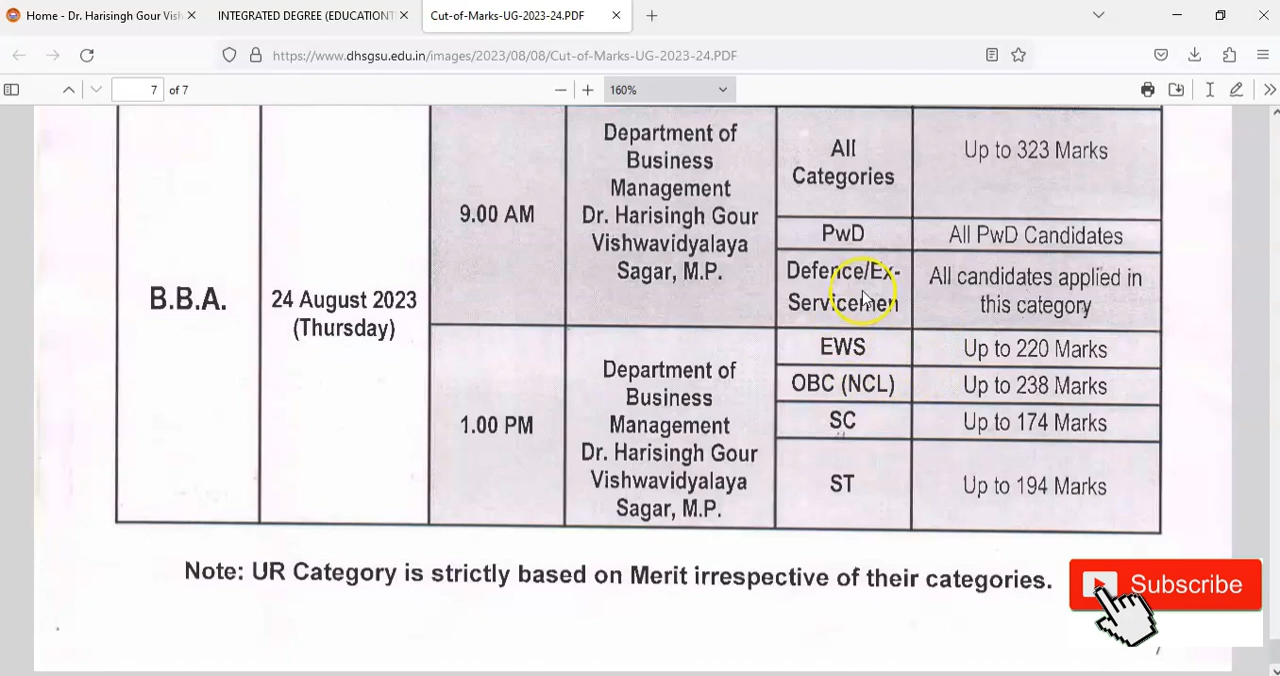 Home - Dr. Harisingh Gour Vish
INTEGRATED DEGREE (EDUCATION
Cut-of-Marks-UG-2023-24.PDF
https://www.dhsgsu.edu.in/images/2023/08/08/Cut-of-Marks-UG-2023-24.PDF
7 of 7
160%
B.B.A.
24 August 2023
(Thursday)
9.00 AM
Department of
Business
Management
Dr. Harisingh Gour
Vishwavidyalaya
Sagar, M.P.
All
Categories
Up to 323 Marks
PwD
All PwD Candidates
Defence/Ex-
Servicemen
All candidates applied in
this category
1.00 PM
Department of
Business
Management
Dr. Harisingh Gour
Vishwavidyalaya
Sagar, M.P.
EWS
Up to 220 Marks
OBC (NCL)
Up to 238 Marks
SC
Up to 174 Marks
ST
Up to 194 Marks
Note: UR Category is strictly based on Merit irrespective of their categories.
Subscribe